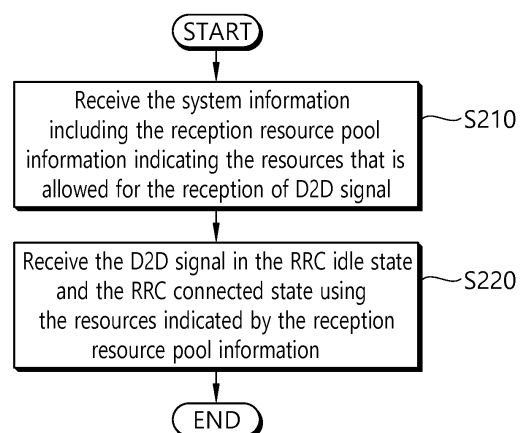 START
Receive the system information
including the reception resource pool
information indicating the resources that is
allowed for the reception of D2D signal
S210
Receive the D2D signal in the RRC idle state
and the RRC connected state using
the resources indicated by the reception
resource pool information
S220
END